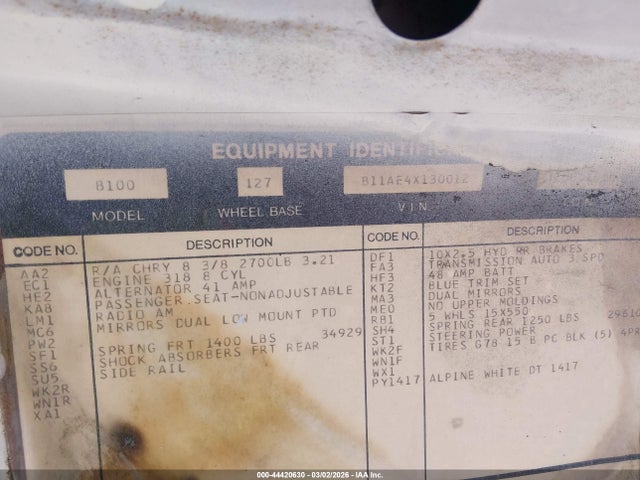 EQUIPMENT IDENTIF
B100 127 B11AE4X130012
MODEL WHEEL BASE VIN
CODE NO. DESCRIPTION
AA2 R/A CHRY 8 3/8 2700LB 3.21
EC1 ENGINE 318 8 CYL
HE2 ALTERNATOR 41 AMP
KA8 PASSENGER SEAT-NONADJUSTABLE
LM1 RADIO AM
MC6 MIRRORS DUAL LOW MOUNT PTD
PW2
SF1 SPRING FRT 1400 LBS 34929
SS6 SHOCK ABSORBERS FRT REAR
SU5 SIDE RAIL
WK2R
WN1R
XA1
CODE NO. DESCRIPTION
DF1 10X2.5 HYD RR BRAKES
FA3 TRANSMISSION AUTO 3 SPD
HF3 48 AMP BATT
K12 BLUE TRIM SET
MA3 DUAL MIRRORS
ME0 NO UPPER MOLDINGS
RB1 5 WHLS 15X550
SH4 SPRING REAR 1250 LBS 29610
ST1 STEERING POWER
WK2F TIRES G78 15 B PC BLK (5) 4PR
WN1F
WX1
PY1417 ALPINE WHITE DT 1417
000-44420630 - 03/02/2026 - IAA, Inc.